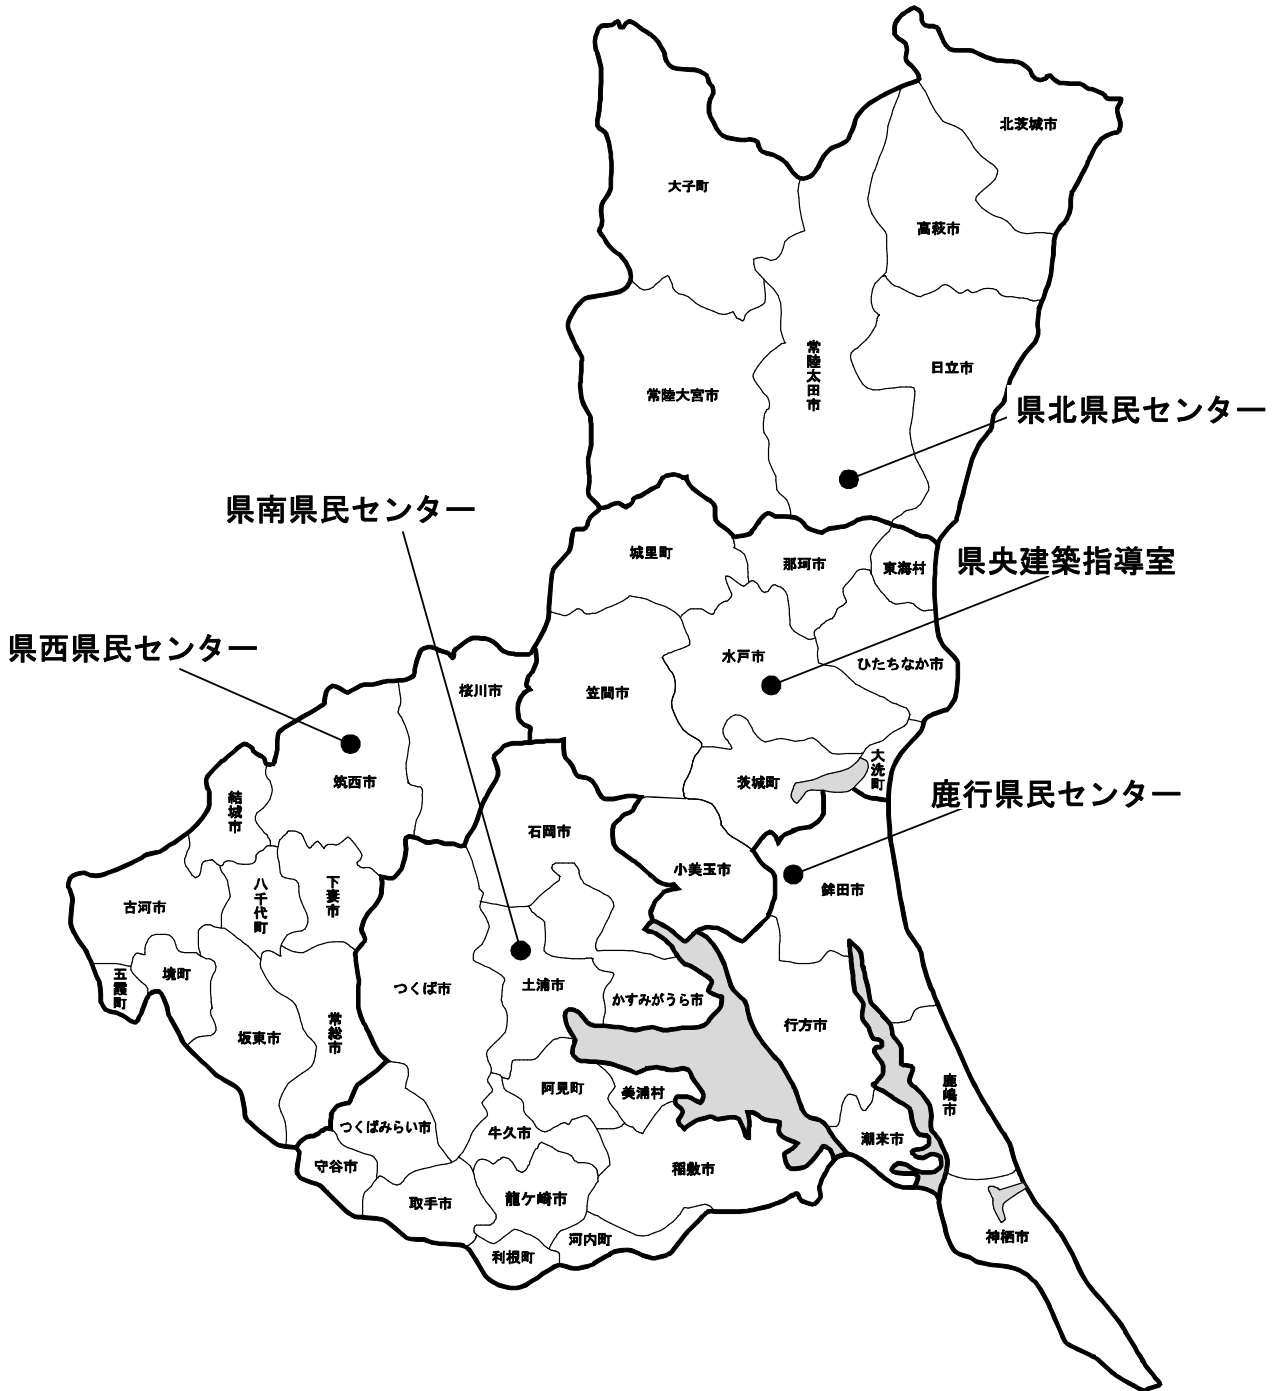 北茨城市
大子町
高萩市
常陸太田市
日立市
常陸大宮市
県北県民センター
県南県民センター
城里町
那珂市
東海村
県央建築指導室
県西県民センター
水戸市
ひたちなか市
桜川市
笠間市
大洗町
筑西市
茨城町
鹿行県民センター
結城市
石岡市
小美玉市
鉾田市
下妻市
八千代町
古河市
五霞町
境町
つくば市
土浦市
かすみがうら市
行方市
坂東市
常総市
阿見町
美浦村
鹿嶋市
つくばみらい市
牛久市
潮来市
守谷市
稲敷市
取手市
龍ケ崎市
神栖市
河内町
利根町